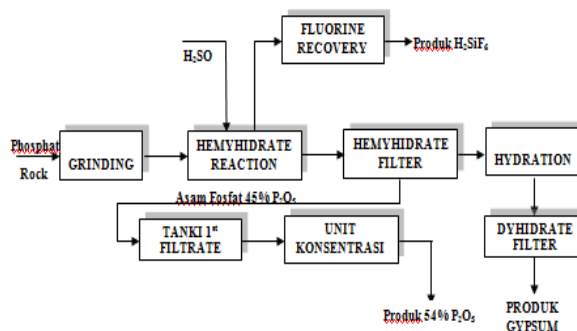 FLUORINE
RECOVERY
Produk H₂SiF₆
H₂SO
Phosphat
Rock
GRINDING
HEMYHIDRATE
REACTION
HEMYHIDRATE
FILTER
HYDRATION
Asam Fosfat 45% P₂O₅
TANKI 1st
FILTRATE
UNIT
KONSENTRASI
DYHIDRATE
FILTER
Produk 54% P₂O₅
PRODUK
GYPSUM